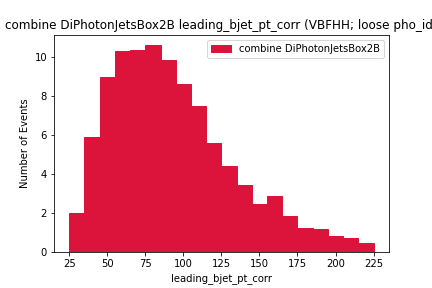 combine DiPhotonJetsBox2B leading_bjet_pt_corr (VBFHH; loose pho_id
combine DiPhotonJetsBox2B
Number of Events
10
8
6
4
2
0
25 50 75 100 125 150 175 200 225
leading_bjet_pt_corr